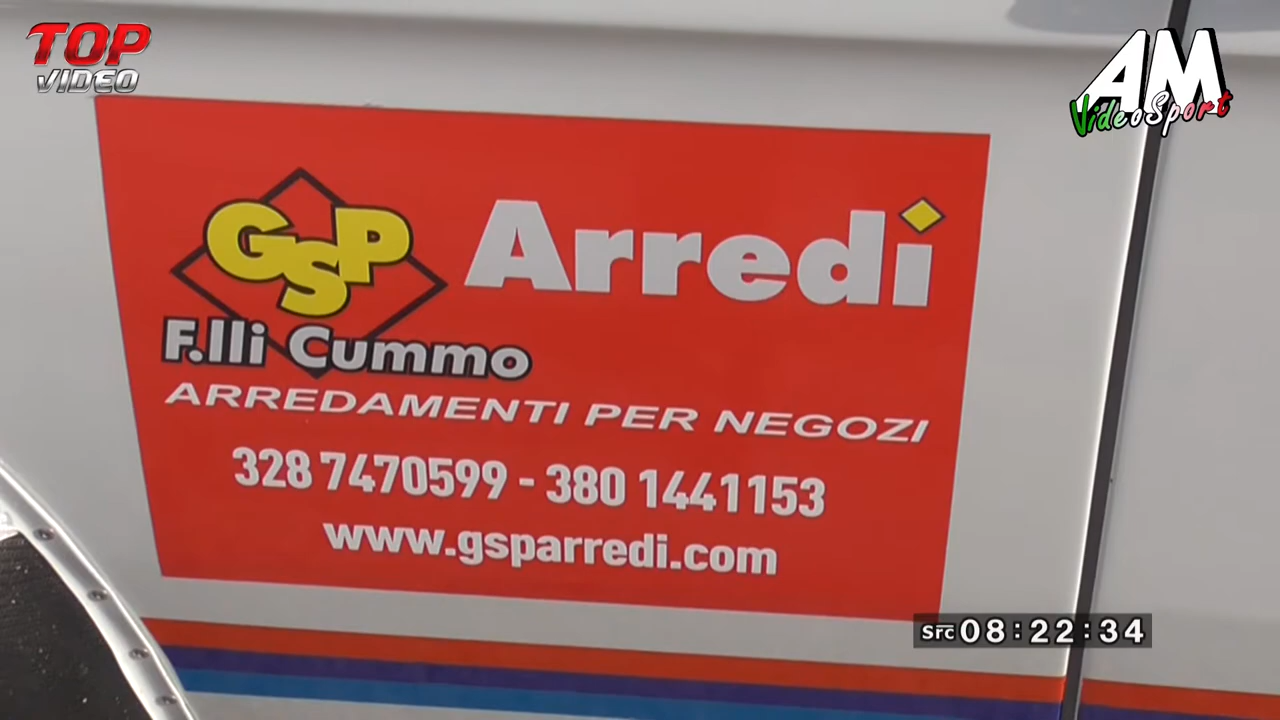 TOP
VIDEO
AM
VideoSport
GSP
Arredi
F.lli Cummo
ARREDAMENTI PER NEGOZI
328 7470599 - 380 1441153
www.gsparredi.com
Src 08:22:34